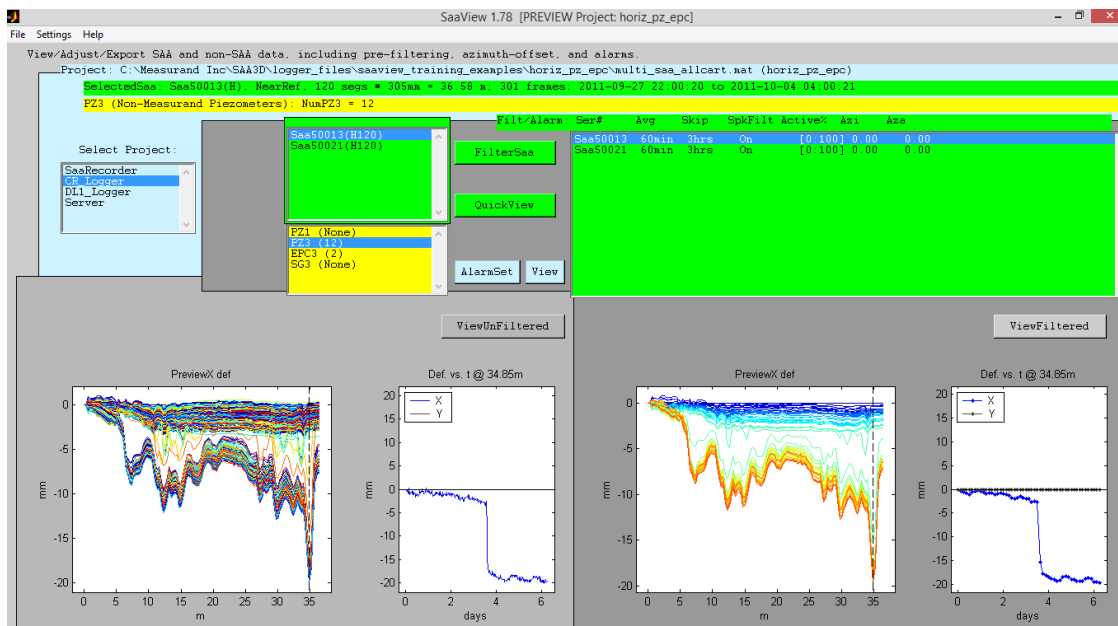 SaaView 1.78 [PREVIEW Project: horiz_pz_epc]
File Settings Help
View/Adjust/Export SAA and non-SAA data, including pre-filtering, azimuth-offset, and alarms.
Project: C:\Measurand Inc\SAA3D\logger_files\saaview_training_examples\horiz_pz_epc\multi_saa_allcart.mat (horiz_pz_epc)
SelectedSaa: Saa50013(H), NearRef, 120 segs * 305mm = 36.58 m; 301 frames: 2011-09-27 22:00:20 to 2011-10-04 04:00:21
PZ3 (Non-Measurand Piezometers): NumPZ3 = 12
Filt/Alarm: Ser# Avg Skip SpkFilt Active% Azi Aza
Select Project:
SaaRecorder
CR_Logger
DL1_Logger
Server
Saa50013(H120)
Saa50021(H120)
FilterSaa
QuickView
Saa50013 60min 3hrs On [0:100] 0.00 0.00
Saa50021 60min 3hrs On [0:100] 0.00 0.00
PZ1 (None)
PZ3 (12)
EPC3 (2)
SG3 (None)
AlarmSet View
ViewUnFiltered
ViewFiltered
PreviewX def
0
-5
-10
-15
-20
mm
0 5 10 15 20 25 30 35
m
Def. vs. t @ 34.85m
X
Y
20
15
10
5
0
-5
-10
-15
-20
mm
0 2 4 6
days
PreviewX def
0
-5
-10
-15
-20
mm
0 5 10 15 20 25 30 35
m
Def. vs. t @ 34.85m
X
Y
20
15
10
5
0
-5
-10
-15
-20
mm
0 2 4 6
days